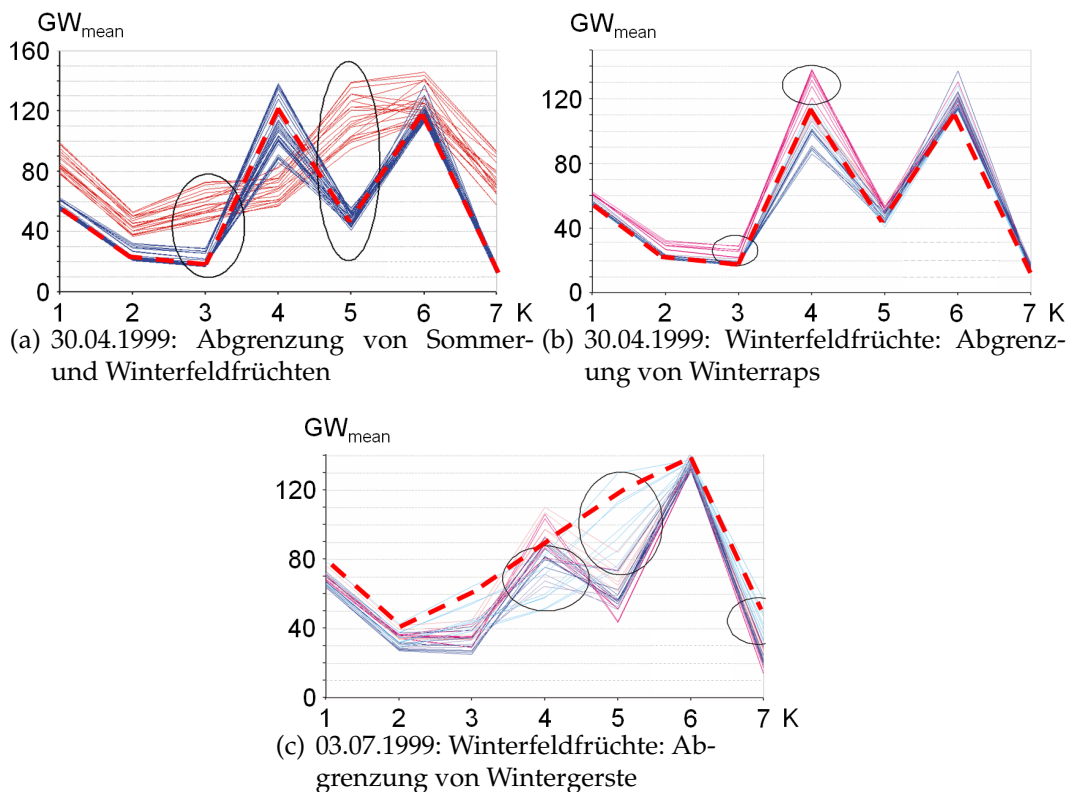 GW_mean
160
120
80
40
0
1 2 3 4 5 6 7 K
(a) 30.04.1999: Abgrenzung von Sommer-
und Winterfeldfrüchten
GW_mean
120
80
40
0
1 2 3 4 5 6 7 K
(b) 30.04.1999: Winterfeldfrüchte: Abgrenz-
ung von Winterraps
GW_mean
120
80
40
0
1 2 3 4 5 6 7 K
(c) 03.07.1999: Winterfeldfrüchte: Ab-
grenzung von Wintergerste